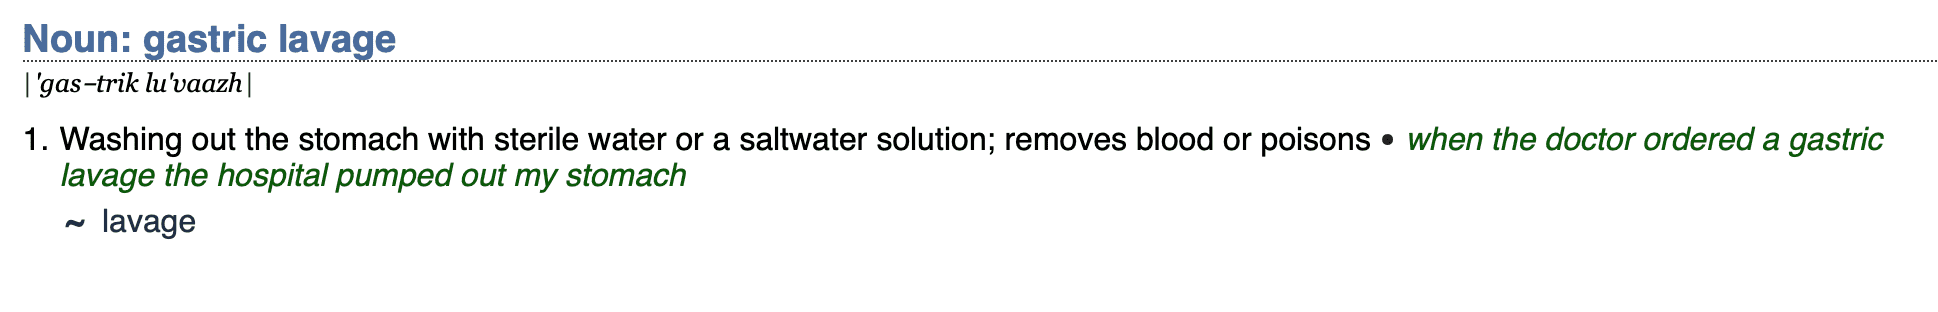 Noun: gastric lavage
|'gas-trik lu'vaazh|
1. Washing out the stomach with sterile water or a saltwater solution; removes blood or poisons • when the doctor ordered a gastric
lavage the hospital pumped out my stomach
~ lavage